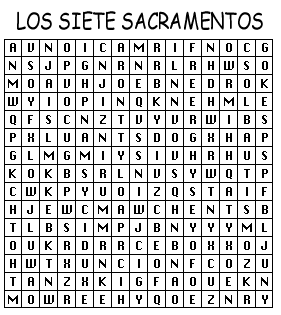 LOS SIETE SACRAMENTOS
A V N O I C A M R I F N O C G
N S J P G N R N R L R H W S O
M O A V H J O E B N E D R O K
W Y I O P I N Q K N E H M L E
Q F S C N Z T V Y V R W I B S
P X L U A N T S D O G X H A P
G L M G M I Y S I V H R H U S
K O K B S R L N V S Y W Q T P
C W K P Y U O I Z Q S T A I F
H J E W C M A W C H E N T S B
T L B S I M P J B N Y Y Y M L
O U K R D R R C E B O X X O J
H W T X U N C I O N F C O Z U
T A N Z X K I G F A O U E K N
M O W R E E H Y Q O E Z N R Y